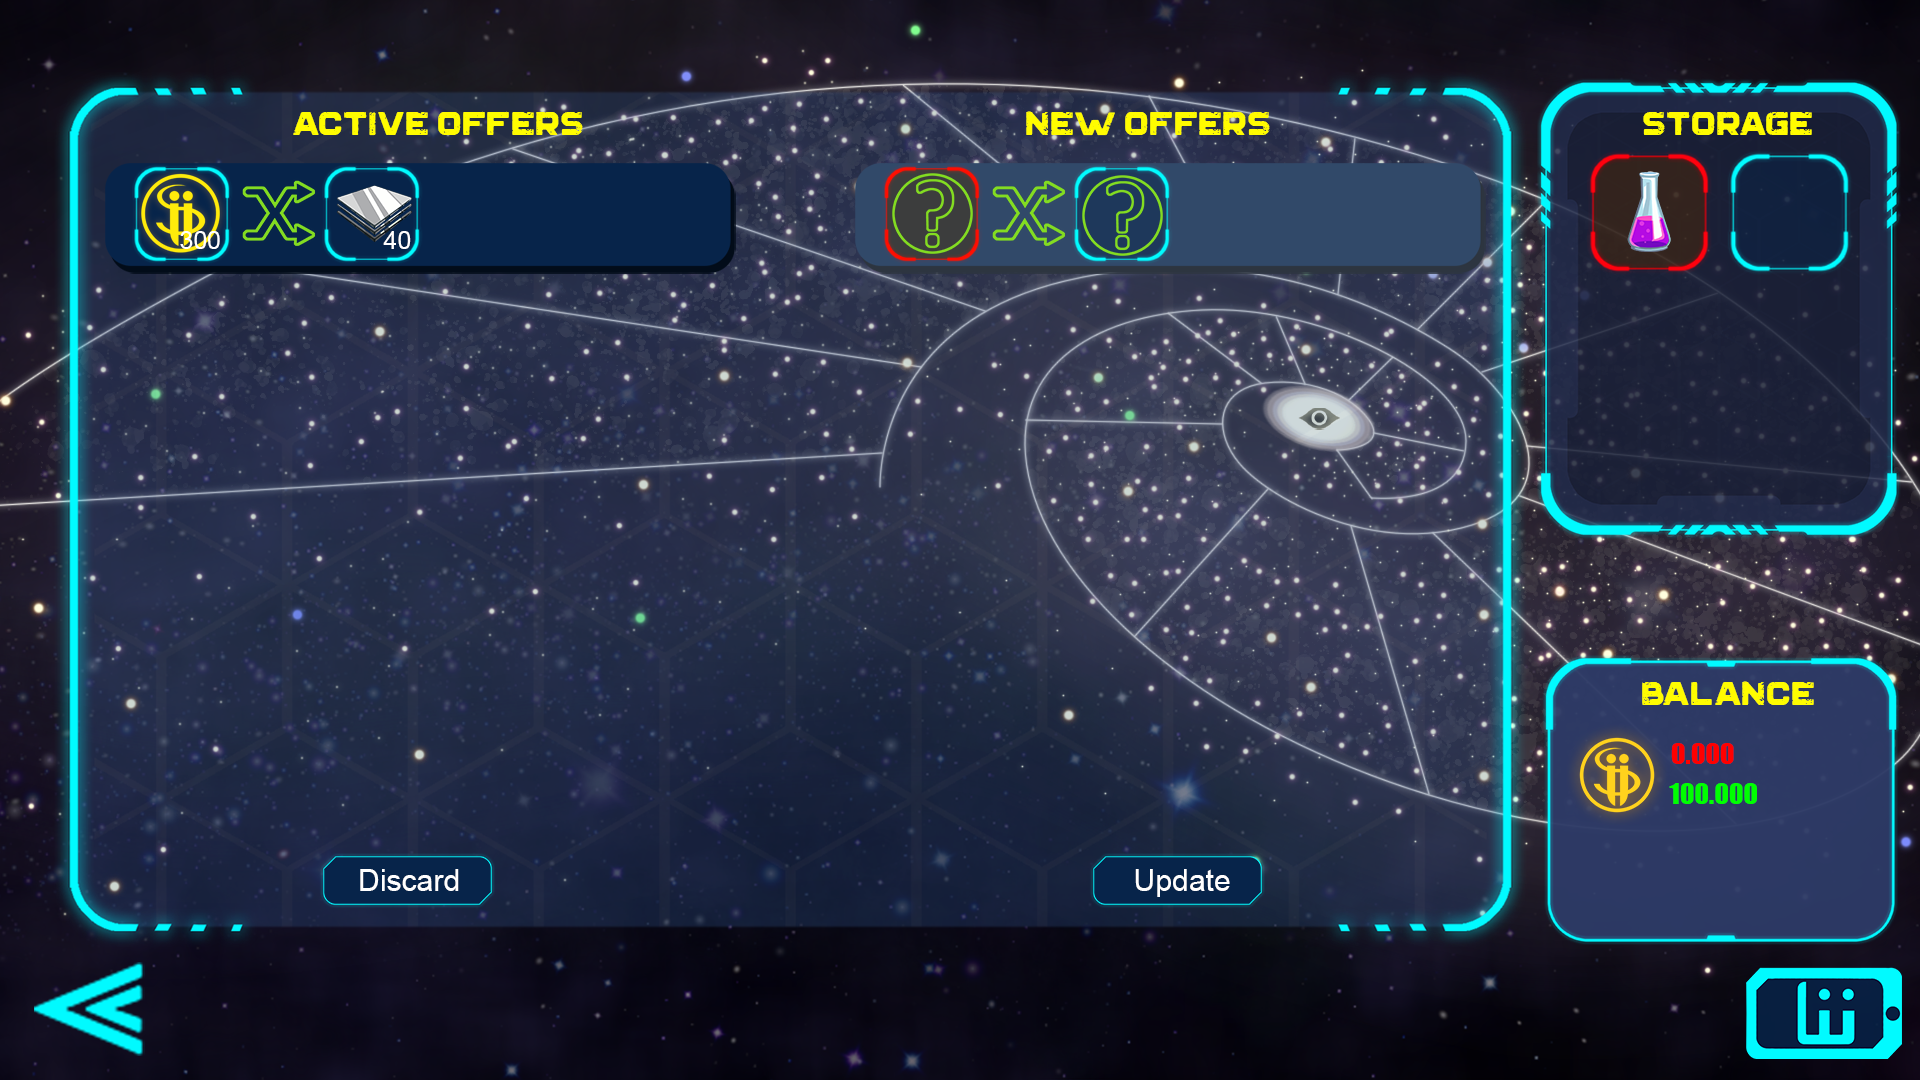 ACTIVE OFFERS
300
40
NEW OFFERS
?
?
Discard
Update
STORAGE
BALANCE
0.000
100.000